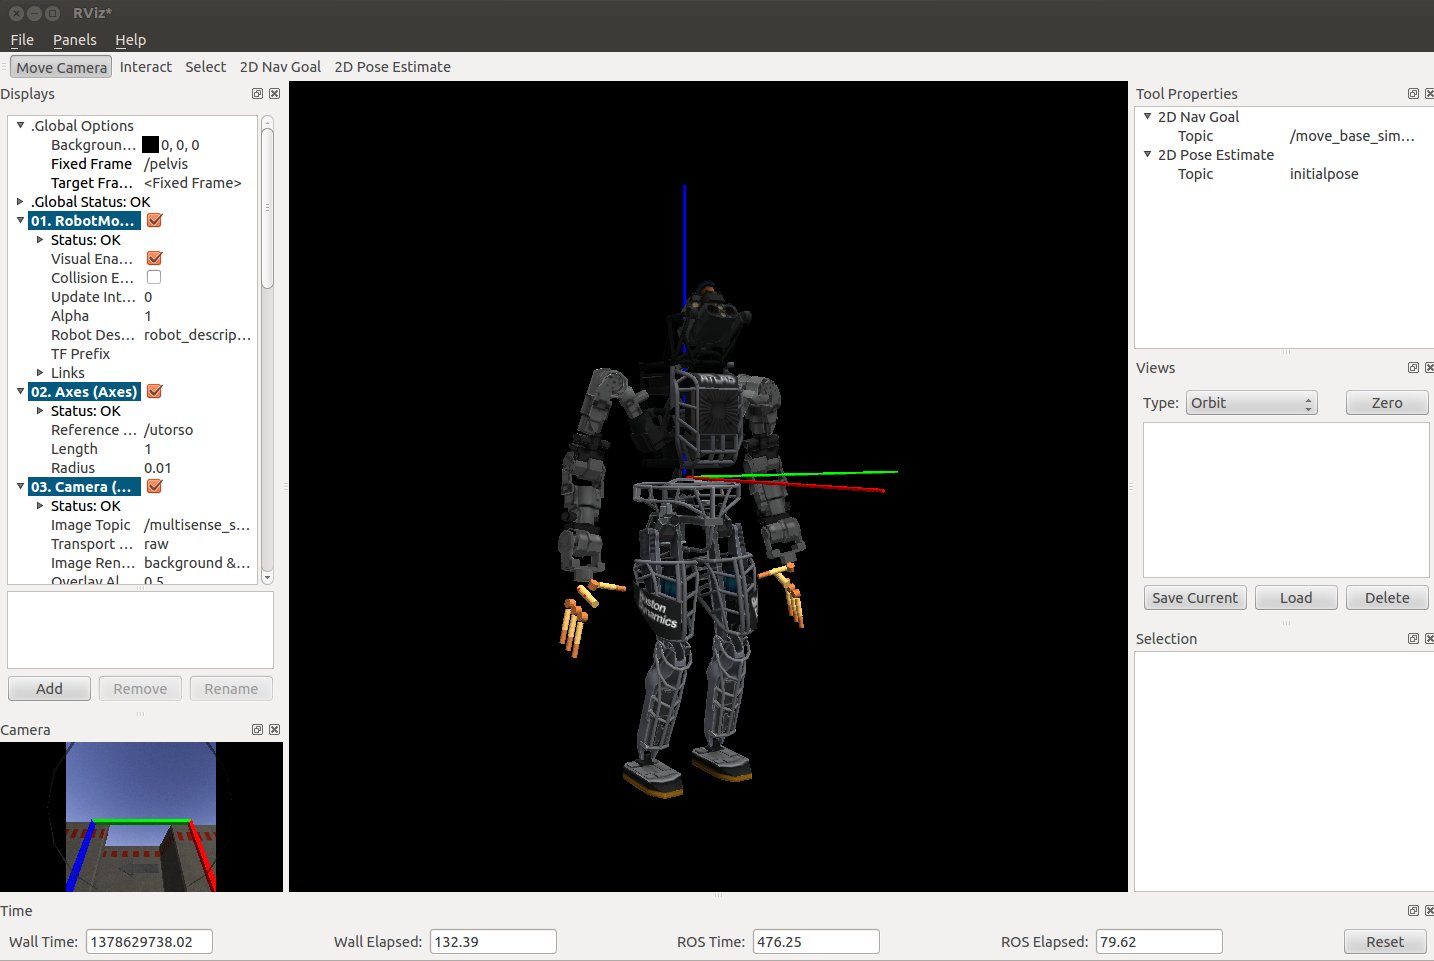 RViz*
File Panels Help
Move Camera Interact Select 2D Nav Goal 2D Pose Estimate
Displays
.Global Options
Backgroun... 0, 0, 0
Fixed Frame /pelvis
Target Fra... <Fixed Frame>
.Global Status: OK
01. RobotMo...
Status: OK
Visual Ena...
Collision E...
Update Int... 0
Alpha 1
Robot Des... robot_descrip...
TF Prefix
Links
02. Axes (Axes)
Status: OK
Reference ... /utorso
Length 1
Radius 0.01
03. Camera (...
Status: OK
Image Topic /multisense_s...
Transport ... raw
Image Ren... background &...
Overlay Al... 0.5
Add Remove Rename
Camera
ATLAS
Dynamics
Tool Properties
2D Nav Goal
Topic /move_base_sim...
2D Pose Estimate
Topic initialpose
Views
Type: Orbit Zero
Save Current Load Delete
Selection
Time
Wall Time: 1378629738.02 Wall Elapsed: 132.39 ROS Time: 476.25 ROS Elapsed: 79.62 Reset